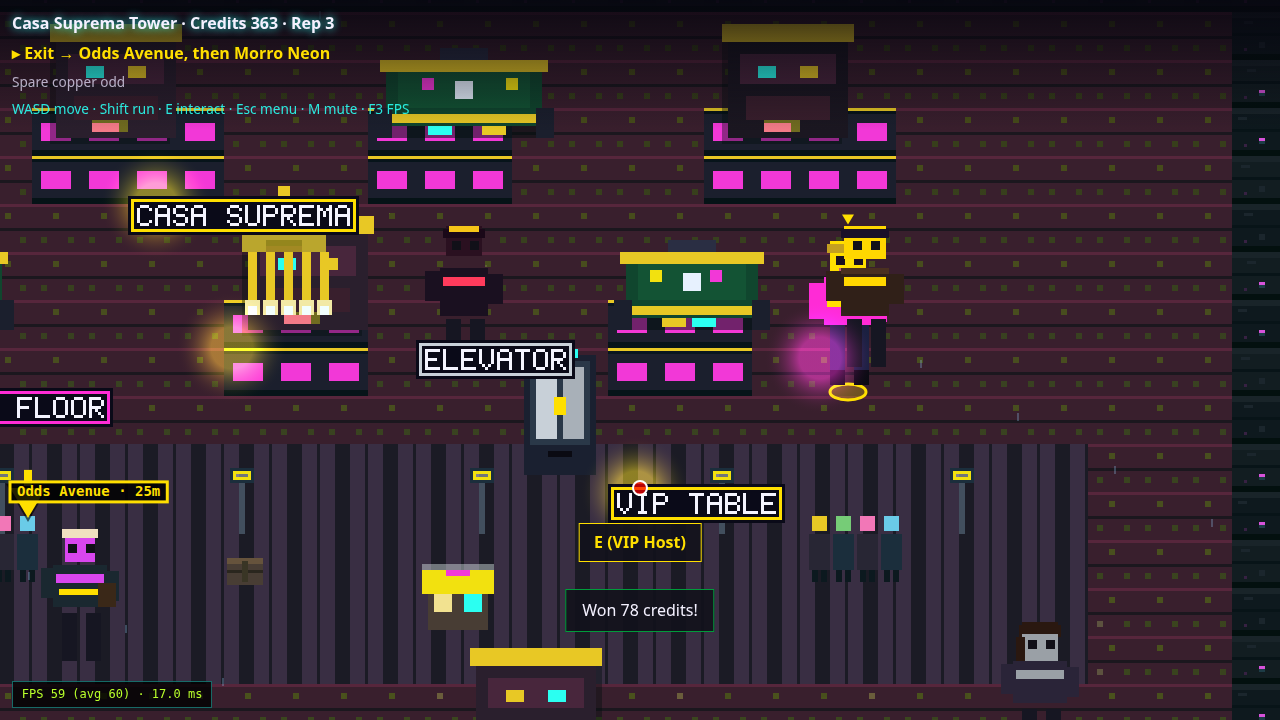 Casa Suprema Tower · Credits 363 · Rep 3
▸ Exit → Odds Avenue, then Morro Neon
Spare copper odd
WASD move · Shift run · E interact · Esc menu · M mute · F3 FPS
CASA SUPREMA
ELEVATOR
FLOOR
Odds Avenue · 25m
VIP TABLE
E (VIP Host)
Won 78 credits!
FPS 59 (avg 60) · 17.0 ms